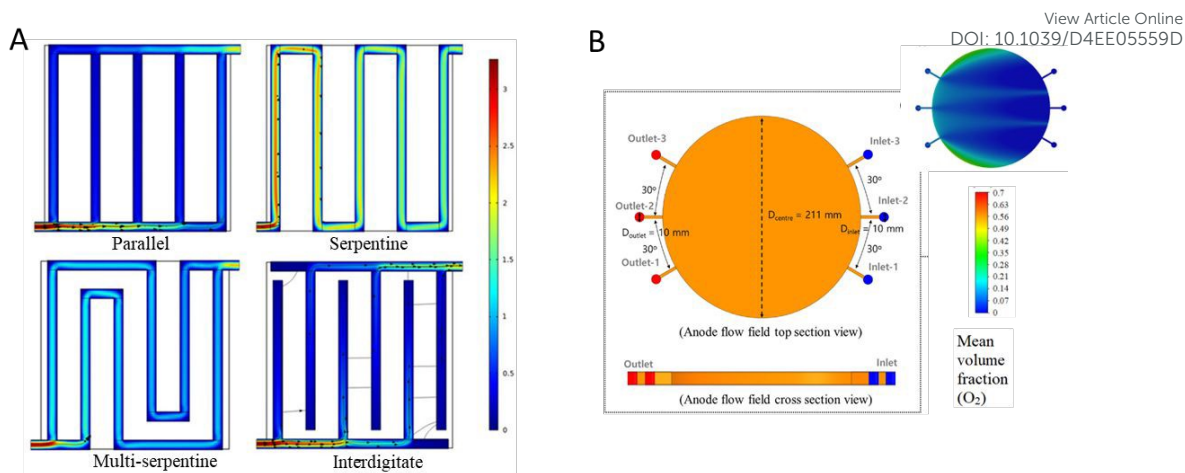 View Article Online
DOI: 10.1039/D4EE05559D
A
Parallel
Serpentine
Multi-serpentine
Interdigitate
3
2.5
2
1.5
1
0.5
0
B
Outlet-3
Inlet-3
30°
30°
Outlet-2
Inlet-2
Dcentre = 211 mm
Doutlet = 10 mm
Dinlet = 10 mm
30°
30°
Outlet-1
Inlet-1
(Anode flow field top section view)
Outlet
Inlet
(Anode flow field cross section view)
0.7
0.63
0.56
0.49
0.42
0.35
0.28
0.21
0.14
0.07
0
Mean
volume
fraction
(O₂)